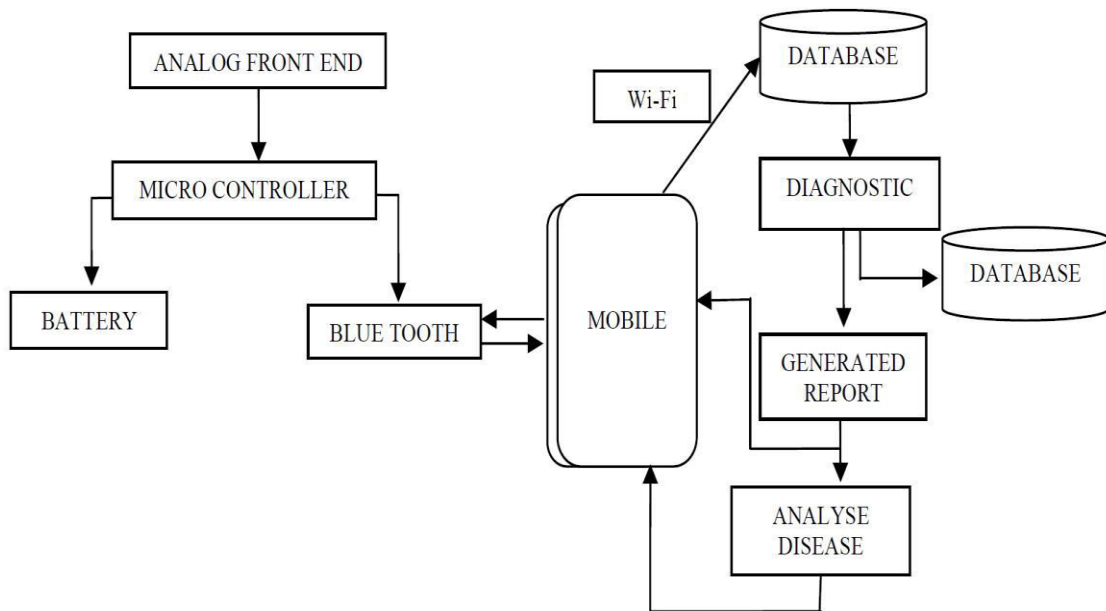 ANALOG FRONT END
DATABASE
Wi-Fi
MICRO CONTROLLER
DIAGNOSTIC
DATABASE
BATTERY
BLUE TOOTH
MOBILE
GENERATED
REPORT
ANALYSE
DISEASE